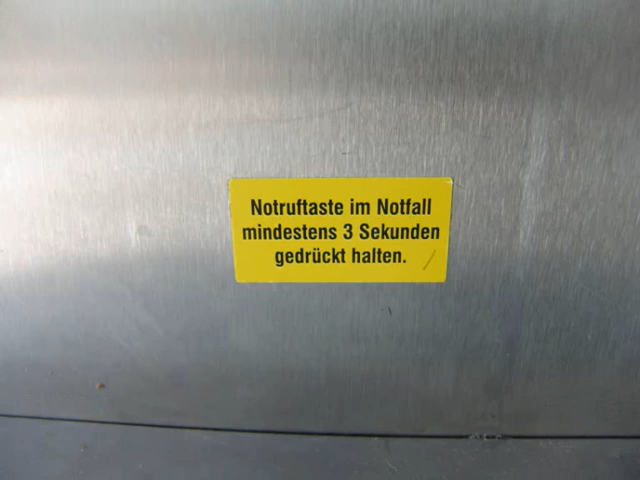 Notruftaste im Notfall
mindestens 3 Sekunden
gedrückt halten.